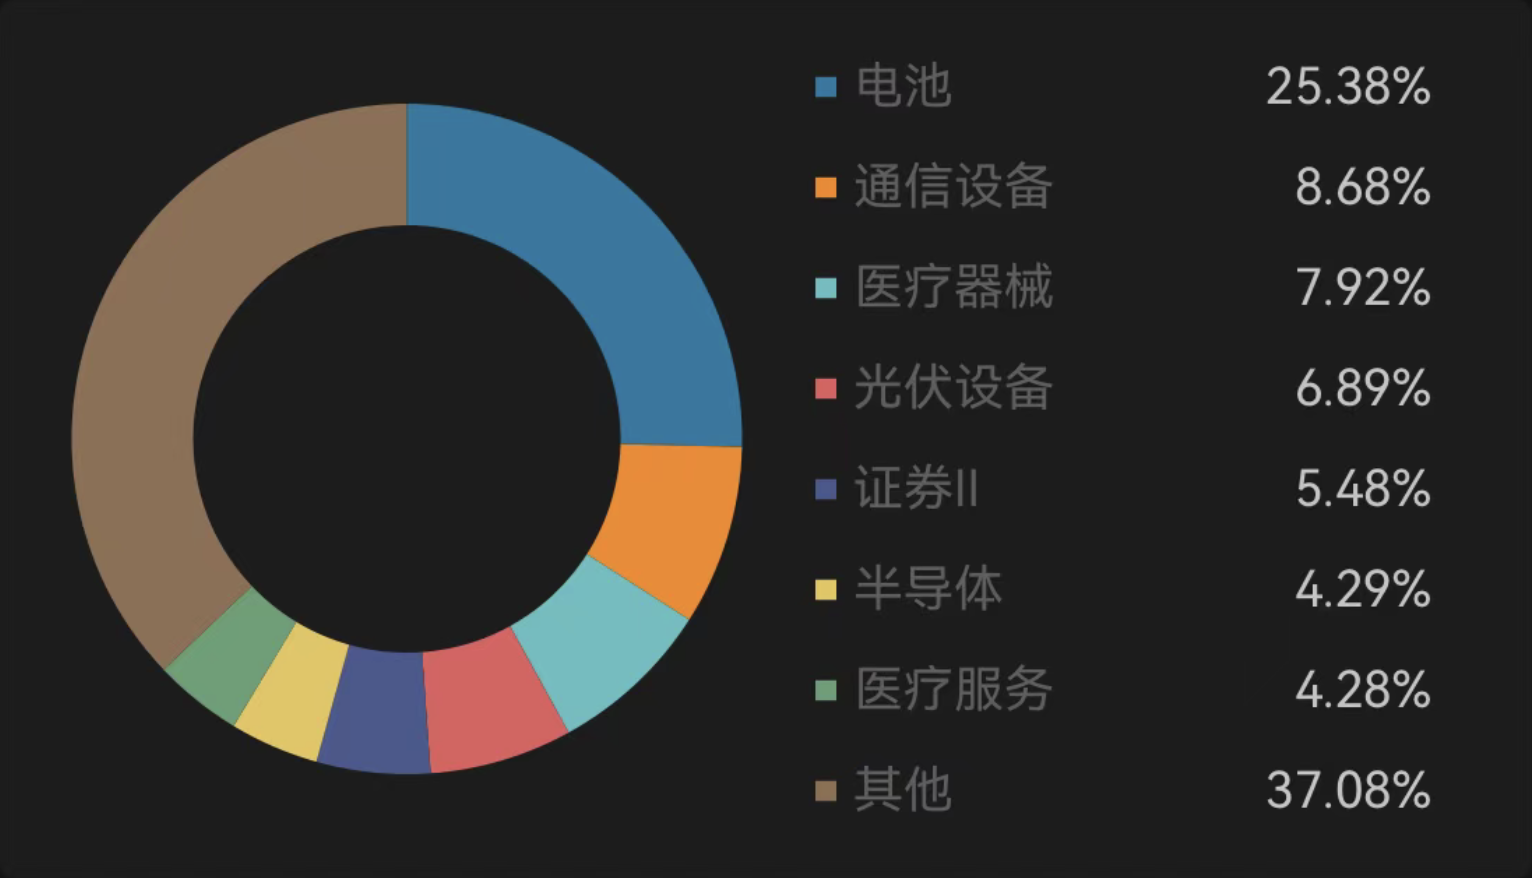 电池 25.38%
通信设备 8.68%
医疗器械 7.92%
光伏设备 6.89%
证券II 5.48%
半导体 4.29%
医疗服务 4.28%
其他 37.08%